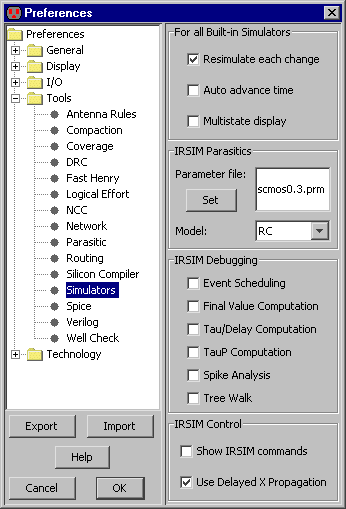 Preferences
Preferences
General
Display
I/O
Tools
Antenna Rules
Compaction
Coverage
DRC
Fast Henry
Logical Effort
NCC
Network
Parasitic
Routing
Silicon Compiler
Simulators
Spice
Verilog
Well Check
Technology
Export
Import
Help
Cancel
OK
For all Built-in Simulators
Resimulate each change
Auto advance time
Multistate display
IRSIM Parasitics
Parameter file:
scmos0.3.prm
Set
Model:
RC
IRSIM Debugging
Event Scheduling
Final Value Computation
Tau/Delay Computation
TauP Computation
Spike Analysis
Tree Walk
IRSIM Control
Show IRSIM commands
Use Delayed X Propagation